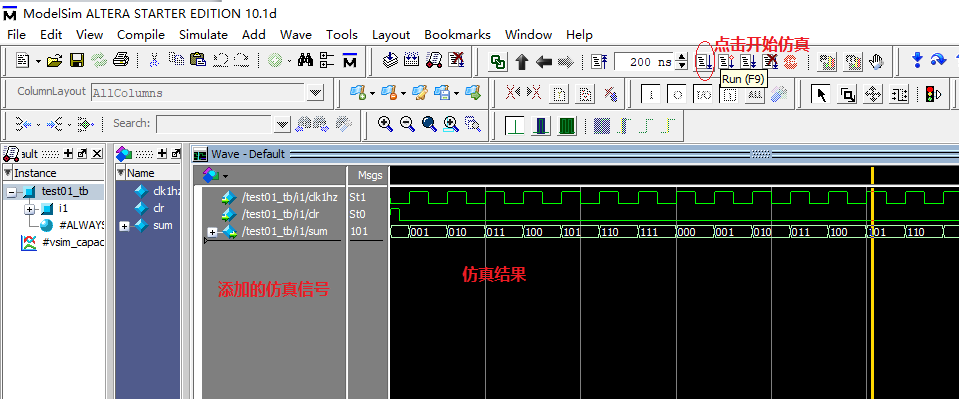 ModelSim ALTERA STARTER EDITION 10.1d
File Edit View Compile Simulate Add Wave Tools Layout Bookmarks Window Help
点击开始仿真
200 ns
Run (F9)
ColumnLayout AllColumns
ALL
Search:
ault
Wave - Default
Instance
Name
Msgs
test01_tb
i1
#ALWAYS
#vsim_capac
clk1hz
clr
sum
/test01_tb/i1/clk1hz St1
/test01_tb/i1/clr St0
/test01_tb/i1/sum 101 001 010 011 100 101 110 111 000 001 010 011 100 101 110
添加的仿真信号
仿真结果